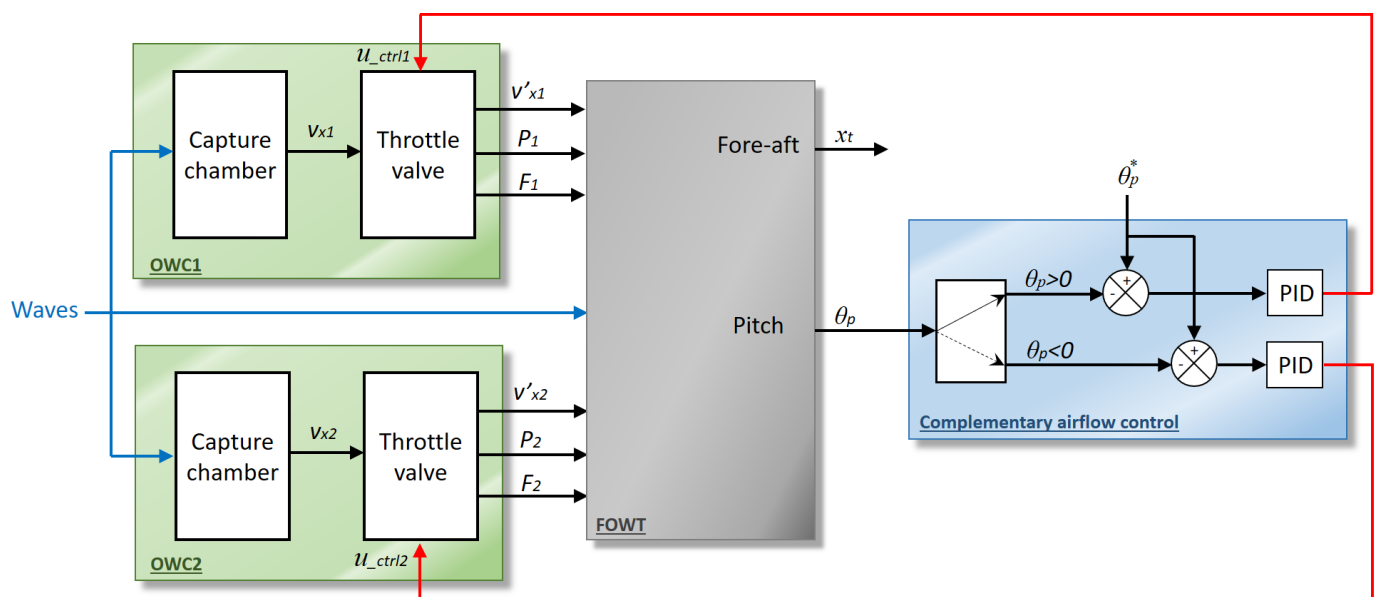 u_ctrl1
Capture
chamber
vx1
Throttle
valve
v'x1
P1
F1
OWC1
Waves
Capture
chamber
vx2
Throttle
valve
v'x2
P2
F2
u_ctrl2
OWC2
Fore-aft
xt
Pitch
θp
FOWT
θp*
θp>0
+
-
PID
θp<0
+
-
PID
Complementary airflow control